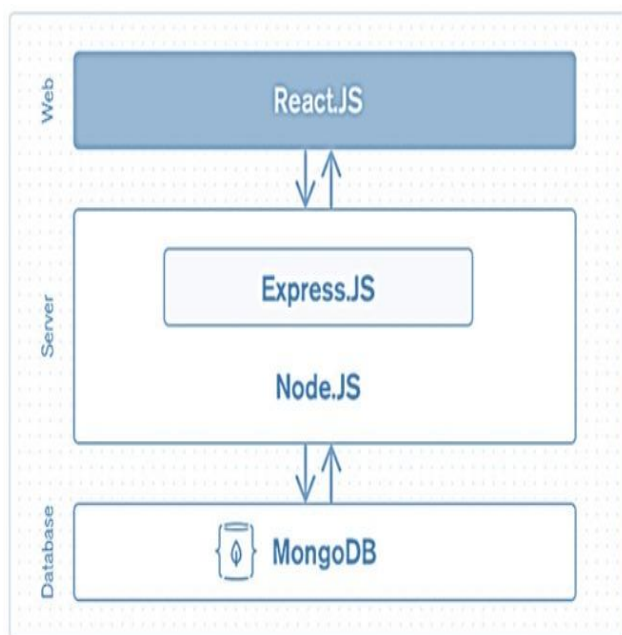 Web
React.JS
Server
Express.JS
Node.JS
Database
MongoDB